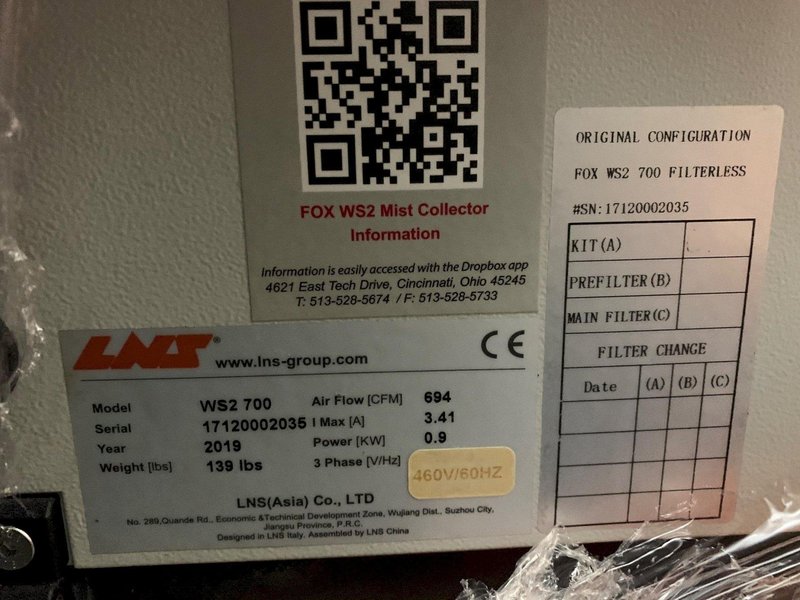 FOX WS2 Mist Collector
Information
Information is easily accessed with the Dropbox app
4621 East Tech Drive, Cincinnati, Ohio 45245
T: 513-528-5674 / F: 513-528-5733
ORIGINAL CONFIGURATION
FOX WS2 700 FILTERLESS
#SN:17120002035
KIT(A)
PREFILTER(B)
MAIN FILTER(C)
FILTER CHANGE
Date (A) (B) (C)
LNS® www.lns-group.com CE
Model WS2 700 Air Flow [CFM] 694
Serial 17120002035 I Max [A] 3.41
Year 2019 Power [KW] 0.9
Weight [lbs] 139 lbs 3 Phase [V/Hz] 460V/60HZ
LNS(Asia) Co., LTD
No. 289,Quande Rd., Economic &Techinical Development Zone, Wujiang Dist., Suzhou City,
Jiangsu Province, P.R.C.
Designed in LNS Italy. Assembled by LNS China